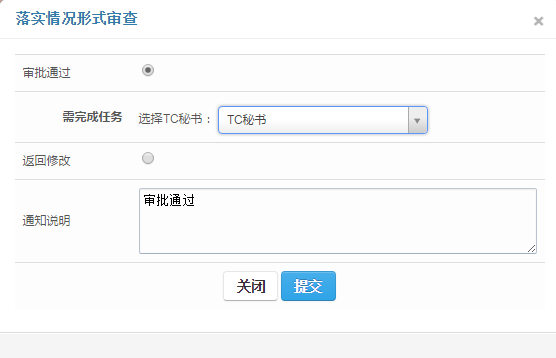 落实情况形式审查
×
审批通过
需完成任务 选择TC秘书： TC秘书
返回修改
通知说明 审批通过
关闭 提交